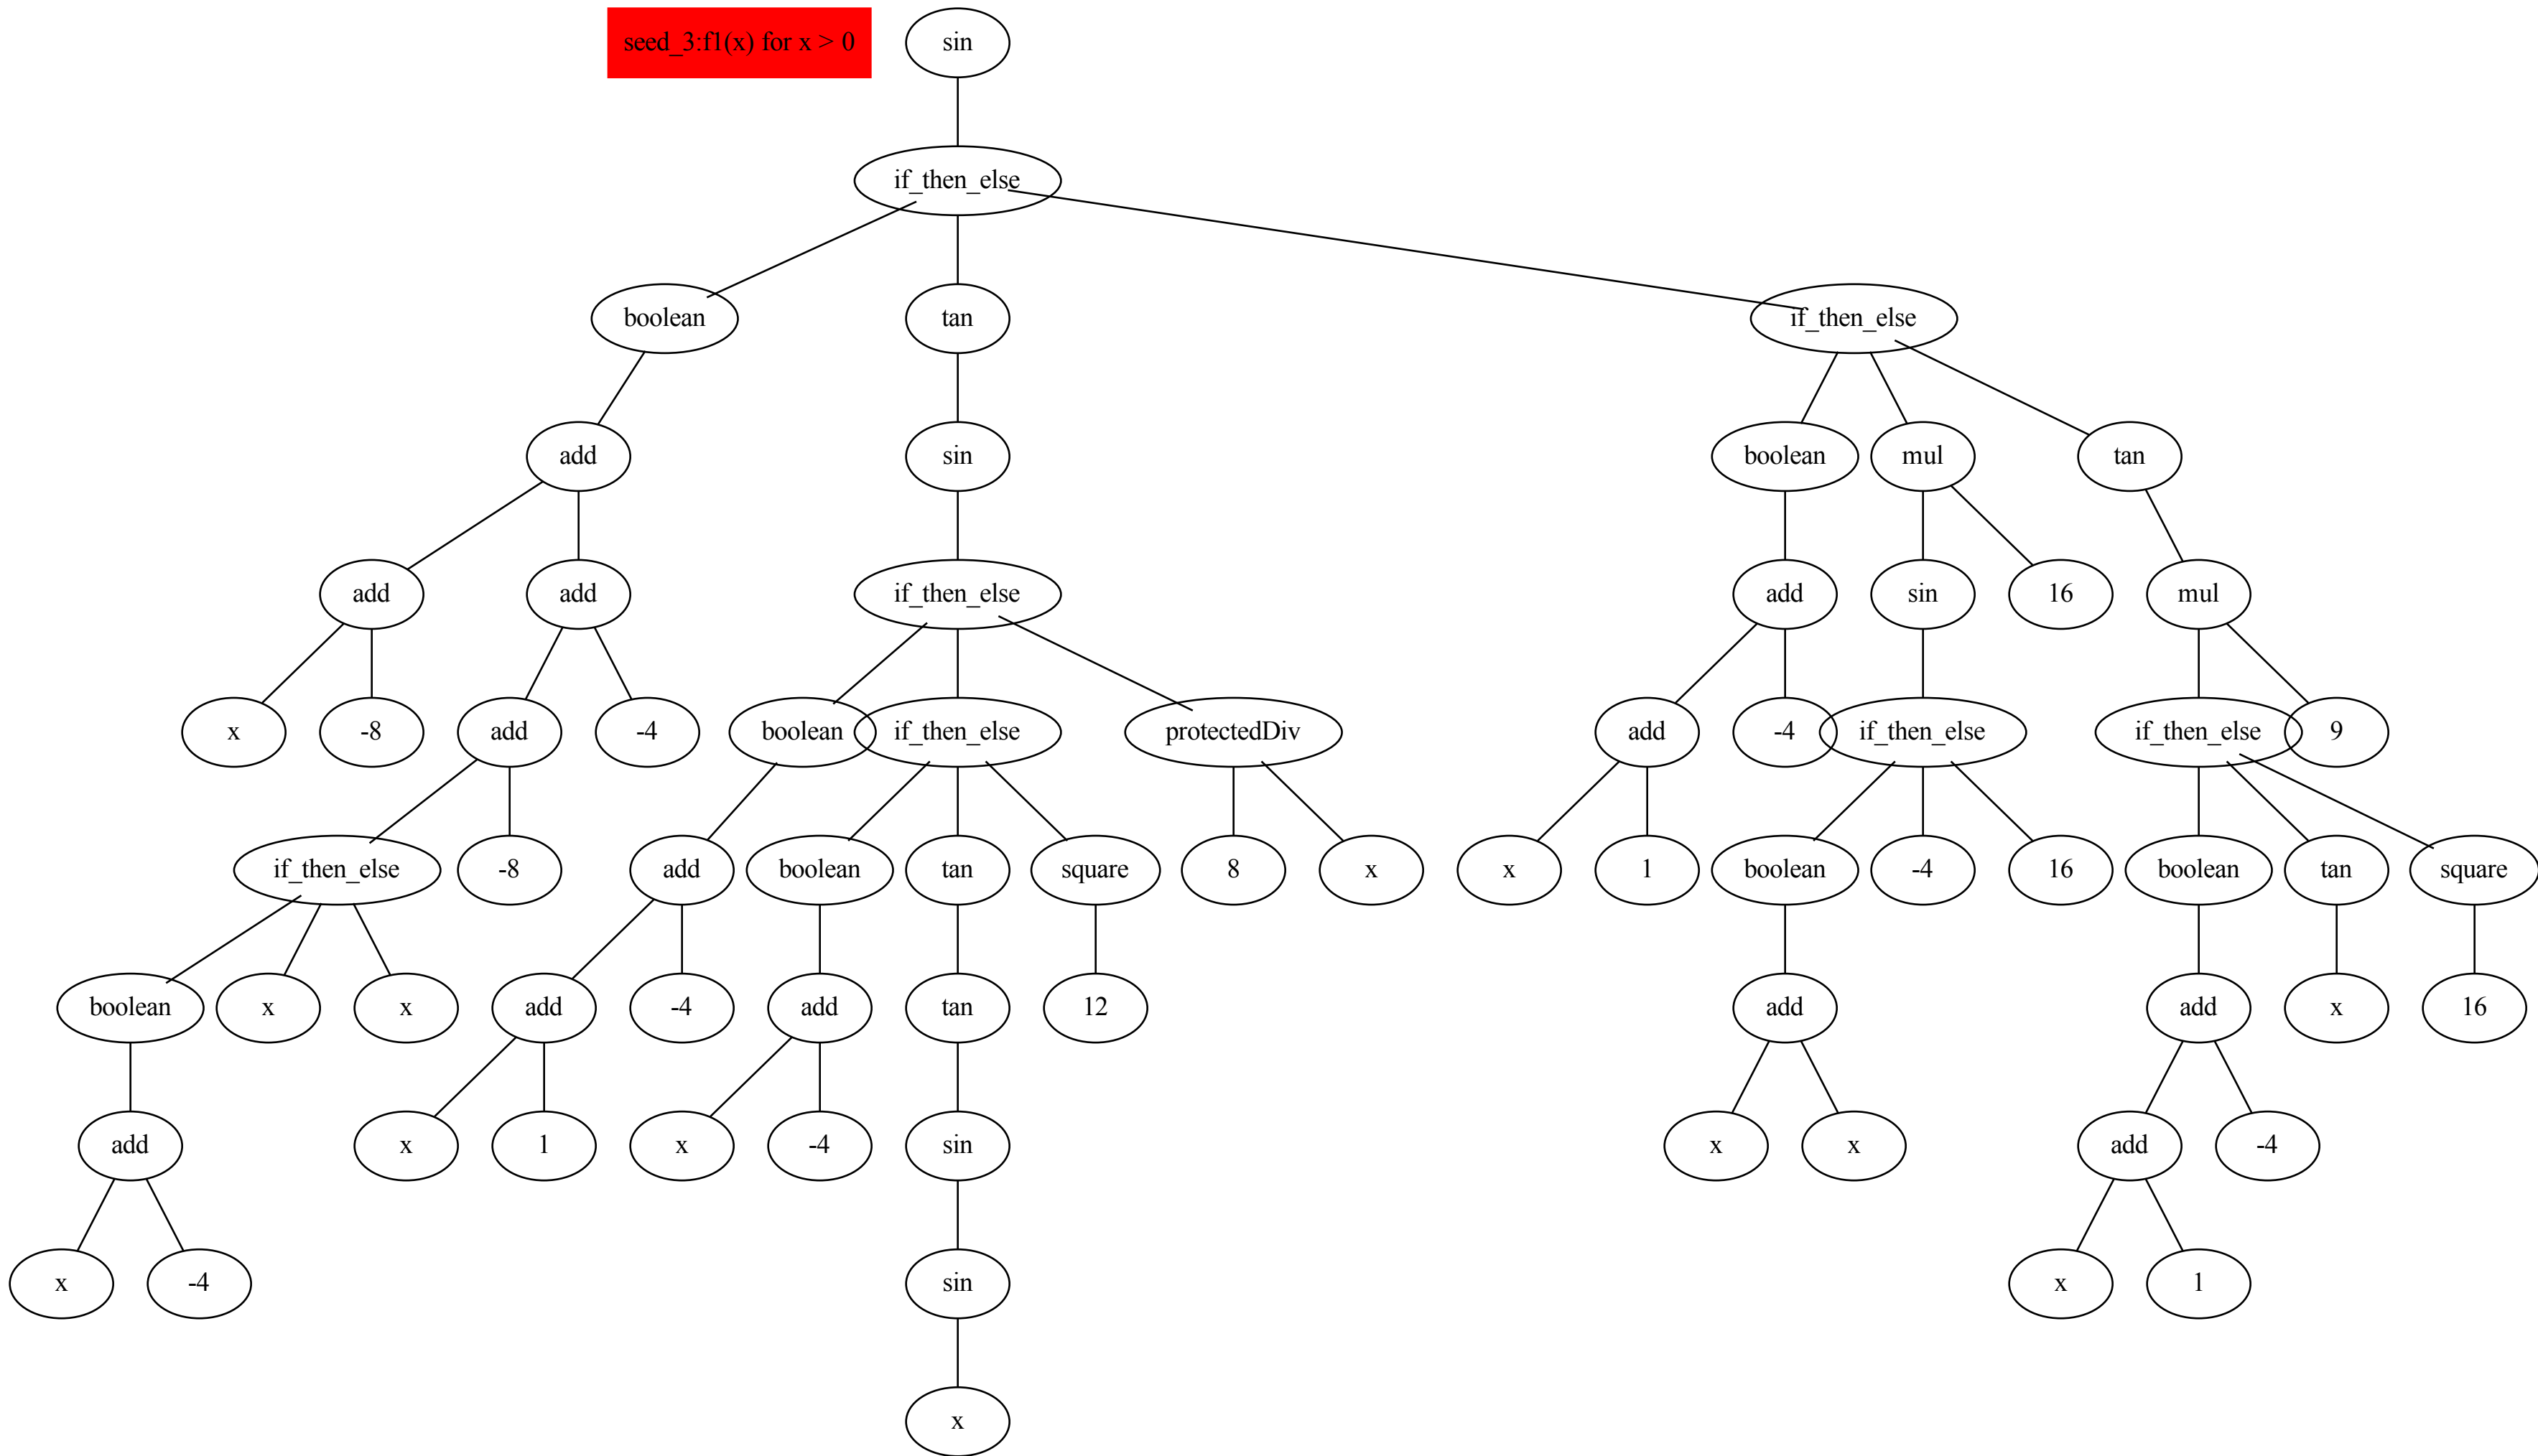 seed_3:f1(x) for x > 0 sin
if_then_else
boolean tan if_then_else
add sin boolean mul tan
add add if_then_else add sin 16 mul
x -8 add -4 boolean if_then_else protectedDiv add -4 if_then_else if_then_else 9
if_then_else -8 add boolean tan square 8 x x 1 boolean -4 16 boolean tan square
boolean x x add -4 add tan 12 add add x 16
add x 1 x -4 sin x x add -4
x -4 sin x 1
x